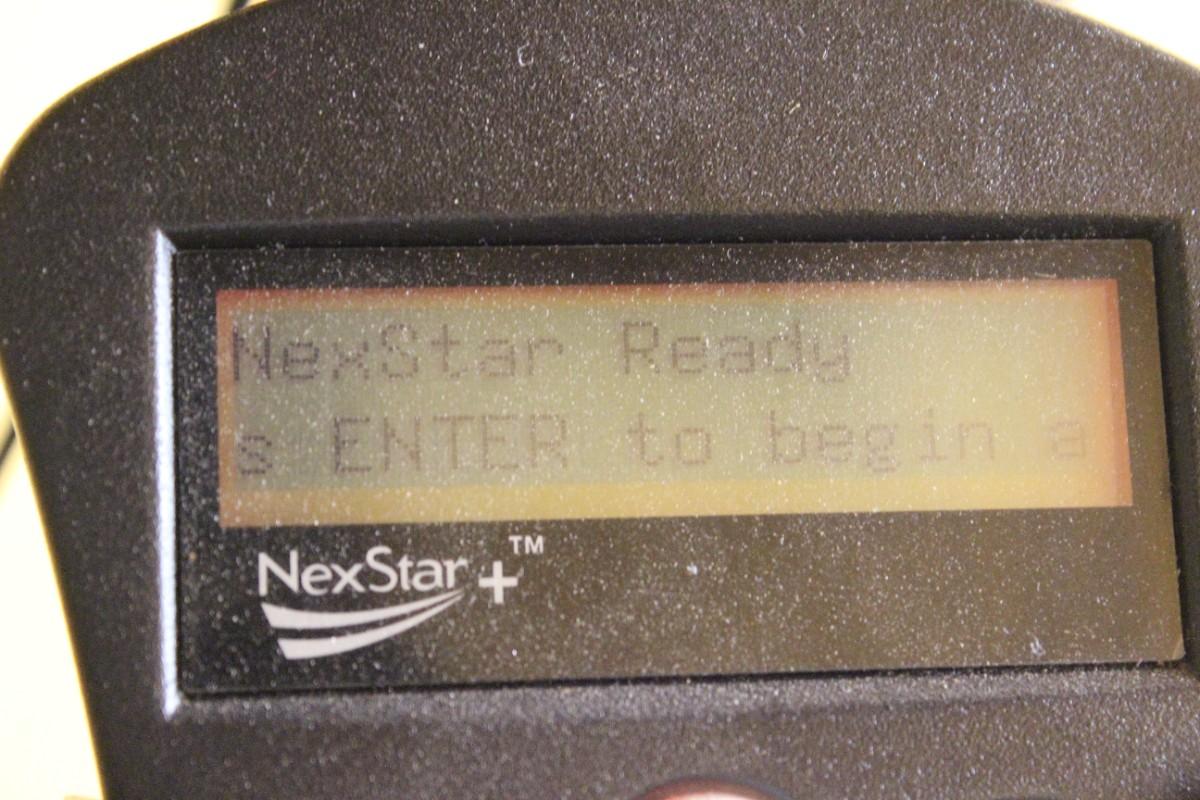 NexStar Ready
s ENTER to begin a
NexStar+™